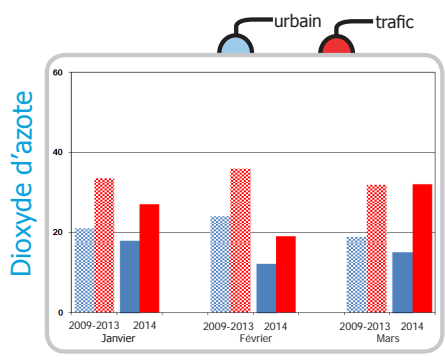 urbain trafic
Dioxyde d'azote
60
40
20
0
2009-2013 2014 2009-2013 2014 2009-2013 2014
Janvier Février Mars